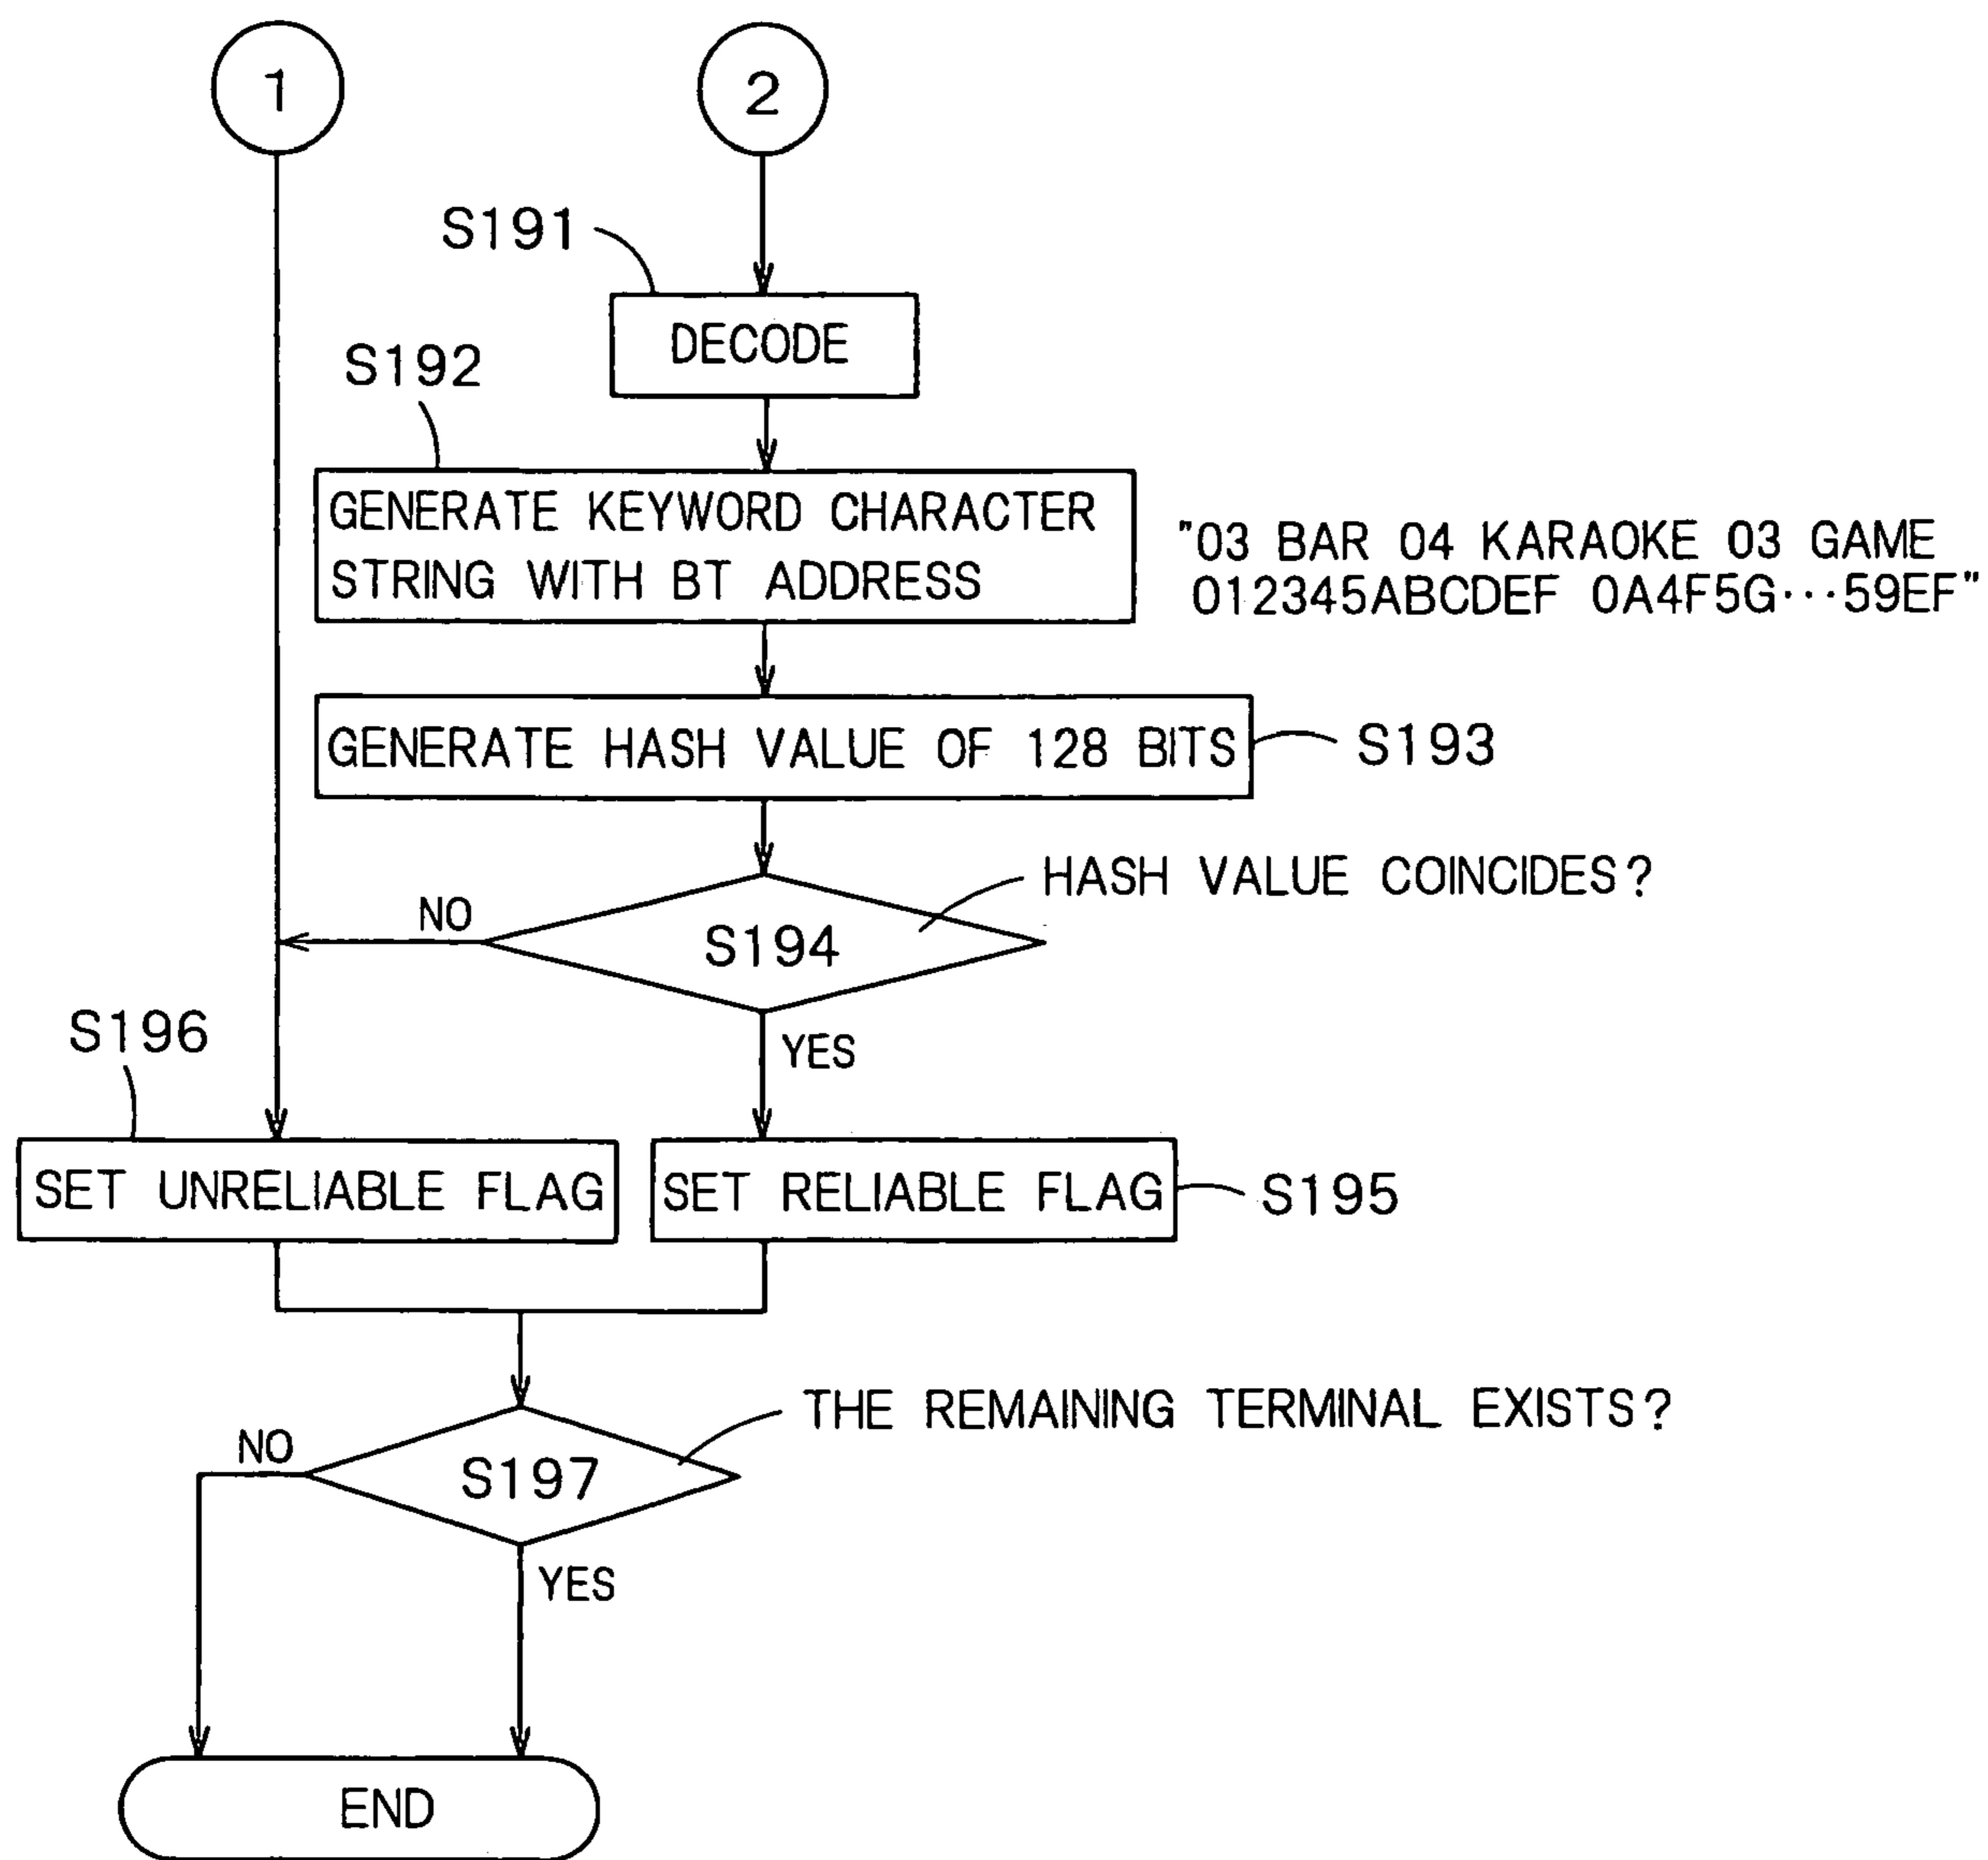 1
2
S191
DECODE
S192
GENERATE KEYWORD CHARACTER
STRING WITH BT ADDRESS
"03 BAR 04 KARAOKE 03 GAME
012345ABCDEF 0A4F5G···59EF"
GENERATE HASH VALUE OF 128 BITS
S193
HASH VALUE COINCIDES?
NO
S194
YES
S196
SET UNRELIABLE FLAG
SET RELIABLE FLAG
S195
THE REMAINING TERMINAL EXISTS?
NO
S197
YES
END